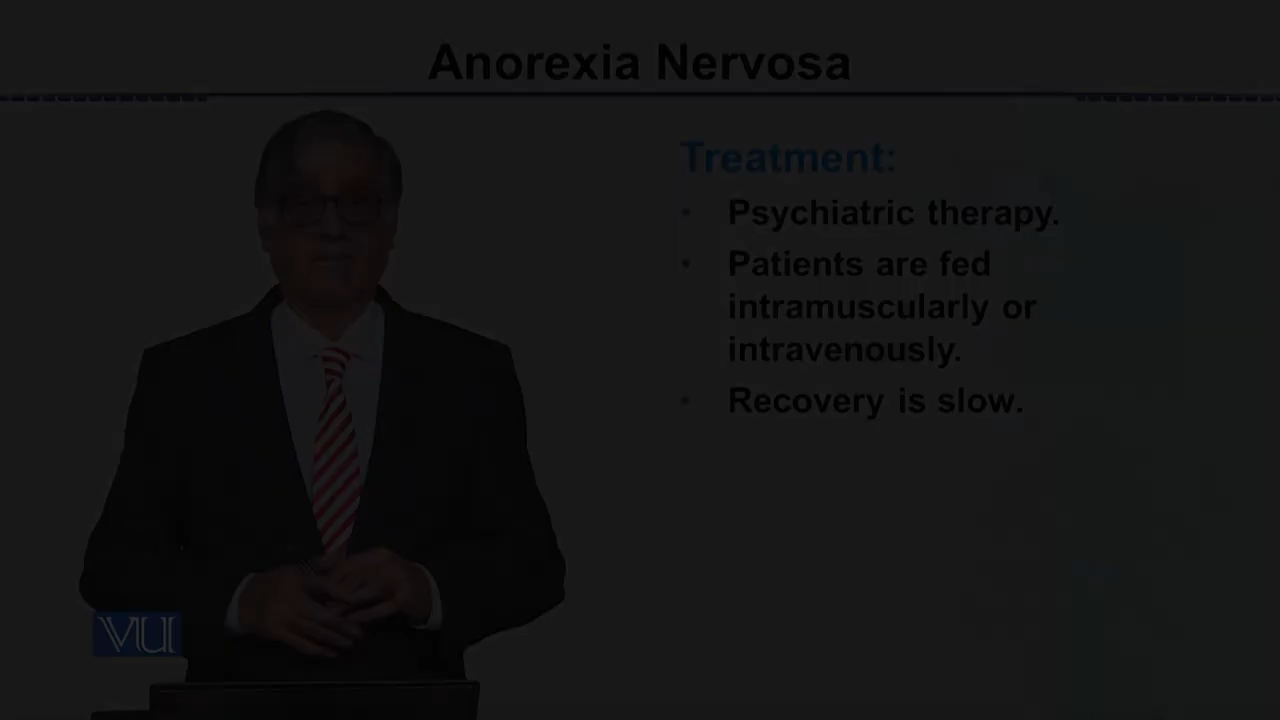 Anorexia Nervosa
Treatment:
• Psychiatric therapy.
• Patients are fed
intramuscularly or
intravenously.
• Recovery is slow.
VU